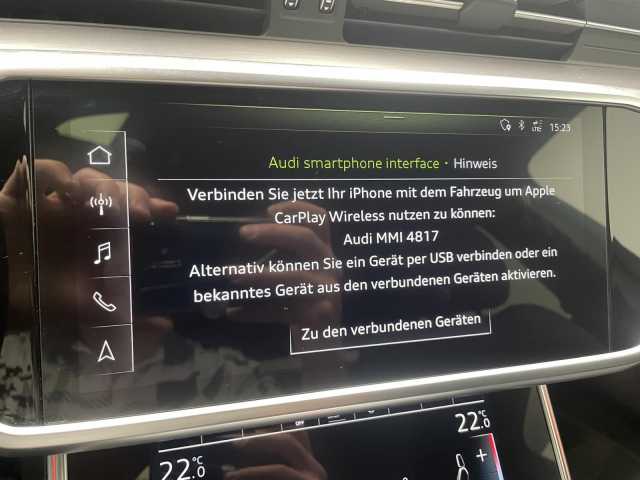 LTE 15:23
Audi smartphone interface · Hinweis
Verbinden Sie jetzt Ihr iPhone mit dem Fahrzeug um Apple
CarPlay Wireless nutzen zu können:
Audi MMI 4817
Alternativ können Sie ein Gerät per USB verbinden oder ein
bekanntes Gerät aus den verbundenen Geräten aktivieren.
Zu den verbundenen Geräten
OFF
22.0 °C
22.0 °C
+